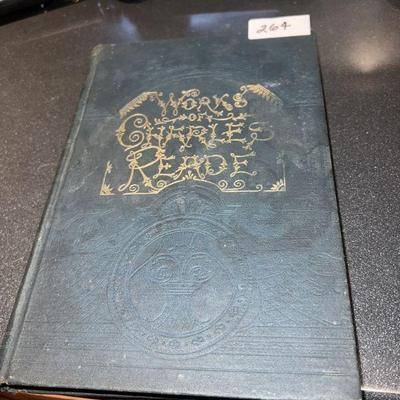 264
WORKS
OF
CHARLES
READE